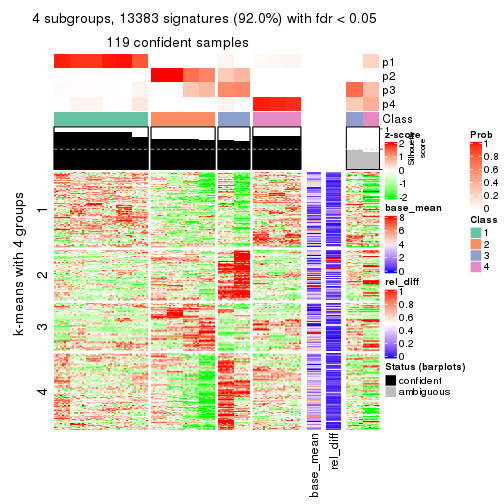 4 subgroups, 13383 signatures (92.0%) with fdr < 0.05
119 confident samples
p1
p2
p3
p4
Class
1
Silhouette
score
k-means with 4 groups
1
2
3
4
base_mean
rel_diff
z-score
2
1
0
-1
-2
base_mean
8
6
4
2
0
rel_diff
1
0.8
0.6
0.4
0.2
0
Status (barplots)
confident
ambiguous
Prob
1
0.8
0.6
0.4
0.2
0
Class
1
2
3
4